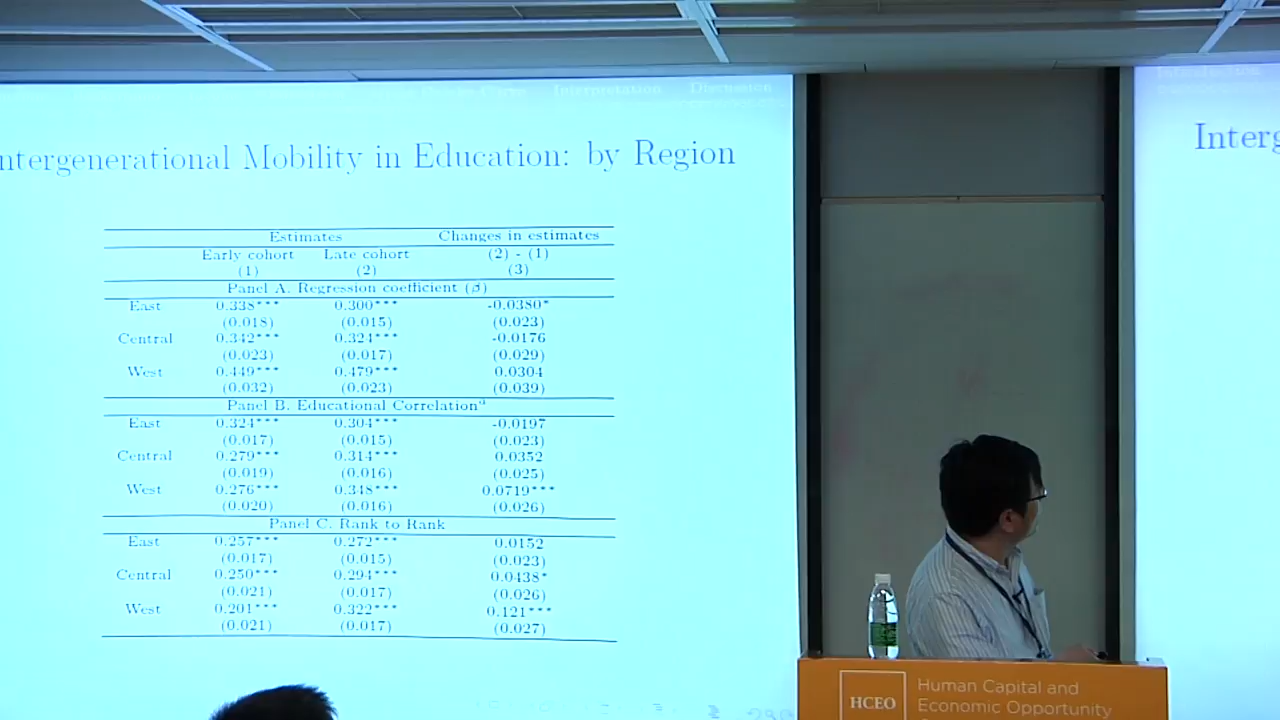 Interpretation Discussion
ntergenerational Mobility in Education: by Region
Estimates Changes in estimates
Early cohort Late cohort (2) - (1)
(1) (2) (3)
Panel A. Regression coefficient (β)
East 0.338*** 0.300*** -0.0380*
(0.018) (0.015) (0.023)
Central 0.342*** 0.324*** -0.0176
(0.023) (0.017) (0.029)
West 0.449*** 0.479*** 0.0304
(0.032) (0.023) (0.039)
Panel B. Educational Correlationª
East 0.324*** 0.304*** -0.0197
(0.017) (0.015) (0.023)
Central 0.279*** 0.314*** 0.0352
(0.019) (0.016) (0.025)
West 0.276*** 0.348*** 0.0719***
(0.020) (0.016) (0.026)
Panel C. Rank to Rank
East 0.257*** 0.272*** 0.0152
(0.017) (0.015) (0.023)
Central 0.250*** 0.294*** 0.0438*
(0.021) (0.017) (0.026)
West 0.201*** 0.322*** 0.121***
(0.021) (0.017) (0.027)
Introduction
Interg
HCEO
Human Capital and
Economic Opportunity